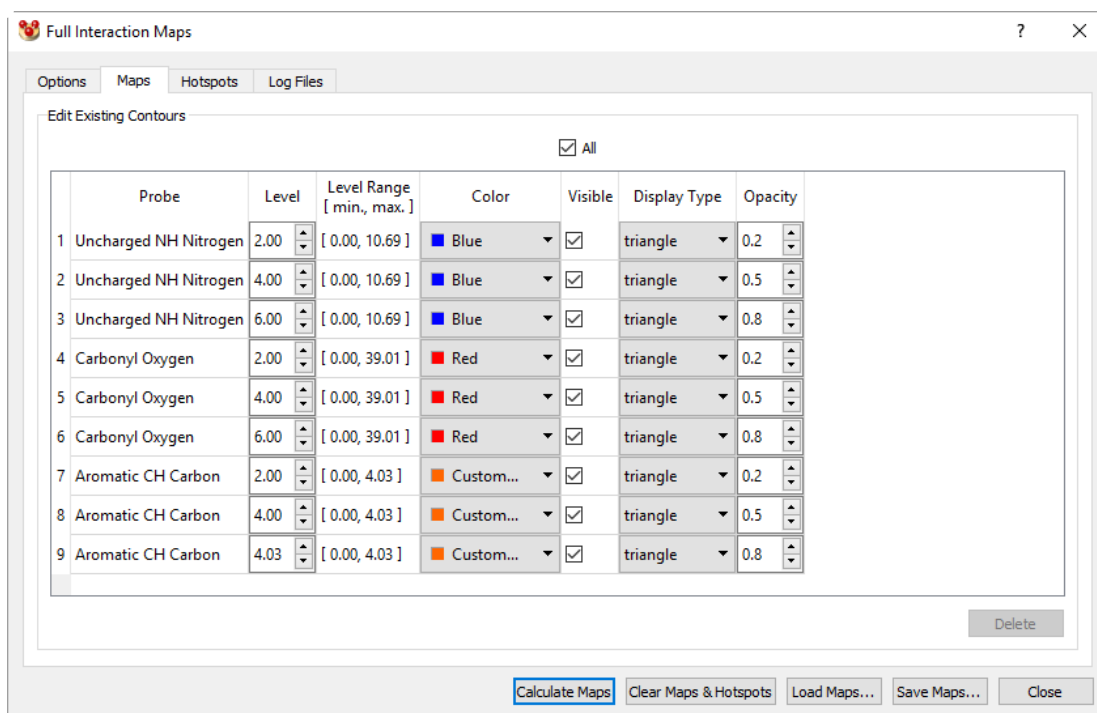 Full Interaction Maps ?
Options Maps Hotspots Log Files
Edit Existing Contours
All
Probe Level Level Range [ min., max. ] Color Visible Display Type Opacity
1 Uncharged NH Nitrogen 2.00 [ 0.00, 10.69 ] Blue triangle 0.2
2 Uncharged NH Nitrogen 4.00 [ 0.00, 10.69 ] Blue triangle 0.5
3 Uncharged NH Nitrogen 6.00 [ 0.00, 10.69 ] Blue triangle 0.8
4 Carbonyl Oxygen 2.00 [ 0.00, 39.01 ] Red triangle 0.2
5 Carbonyl Oxygen 4.00 [ 0.00, 39.01 ] Red triangle 0.5
6 Carbonyl Oxygen 6.00 [ 0.00, 39.01 ] Red triangle 0.8
7 Aromatic CH Carbon 2.00 [ 0.00, 4.03 ] Custom... triangle 0.2
8 Aromatic CH Carbon 4.00 [ 0.00, 4.03 ] Custom... triangle 0.5
9 Aromatic CH Carbon 4.03 [ 0.00, 4.03 ] Custom... triangle 0.8
Delete
Calculate Maps Clear Maps & Hotspots Load Maps... Save Maps... Close